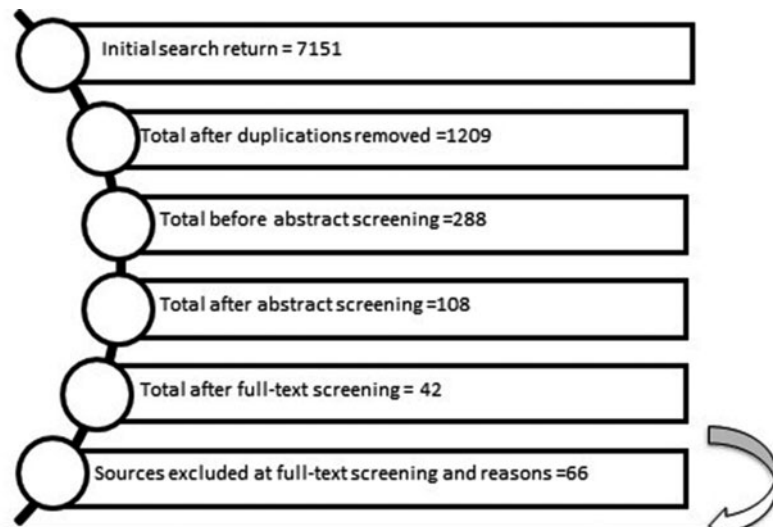 Initial search return = 7151
Total after duplications removed =1209
Total before abstract screening =288
Total after abstract screening =108
Total after full-text screening = 42
Sources excluded at full-text screening and reasons =66